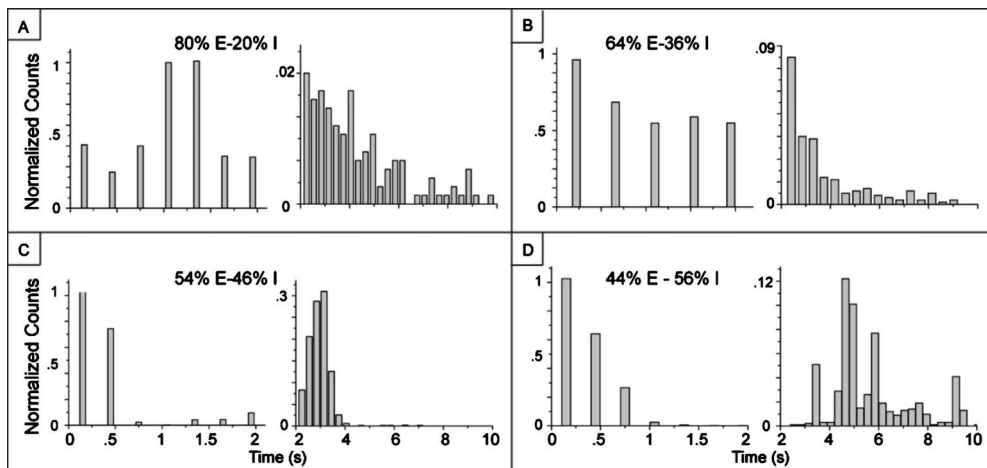 A
80% E-20% I
Normalized Counts
1
.5
0
.02
0
B
64% E-36% I
1
0.5
0
.09
0
C
54% E-46% I
Normalized Counts
1
.5
0
.3
0
0 .5 1 1.5 2
2 4 6 8 10
Time (s)
D
44% E - 56% I
1
.5
0
.12
0
0 .5 1 1.5 2
2 4 6 8 10
Time (s)